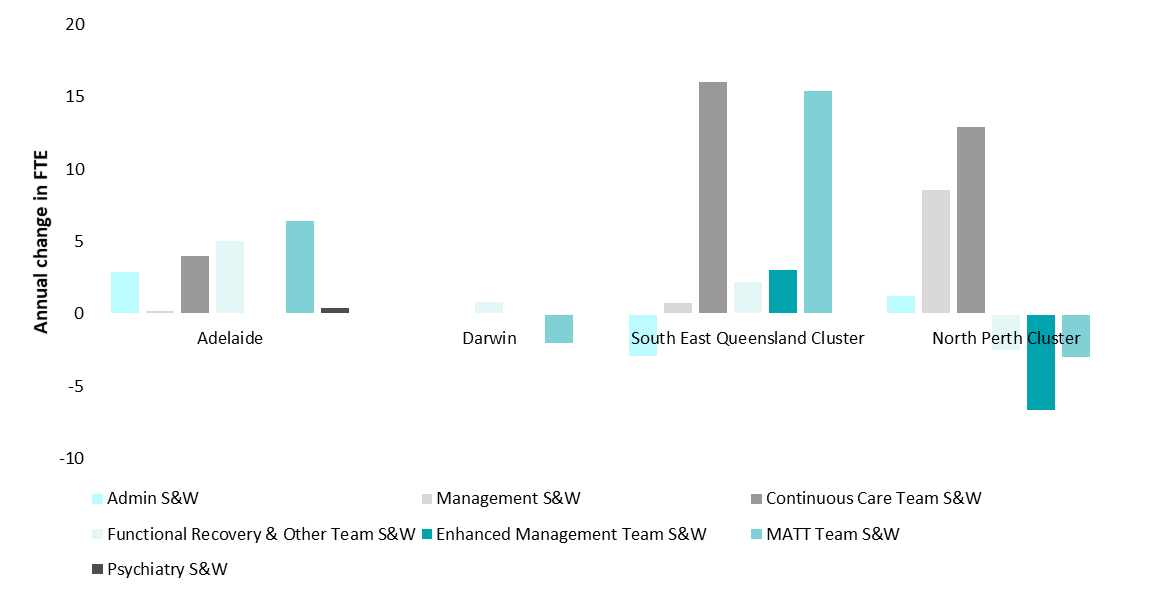 20
15
10
5
0
-5
-10
Annual change in FTE
Adelaide
Darwin
South East Queensland Cluster
North Perth Cluster
Admin S&W
Management S&W
Continuous Care Team S&W
Functional Recovery & Other Team S&W
Enhanced Management Team S&W
MATT Team S&W
Psychiatry S&W